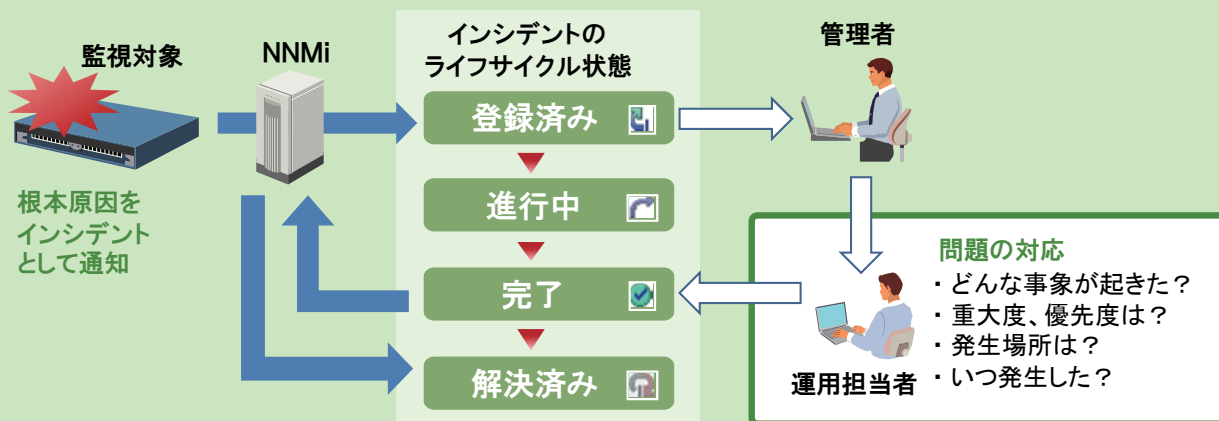 監視対象
NNMi
インシデントの
ライフサイクル状態
管理者
登録済み
進行中
完了
解決済み
根本原因を
インシデント
として通知
問題の対応
・どんな事象が起きた？
・重大度、優先度は？
・発生場所は？
・いつ発生した？
運用担当者